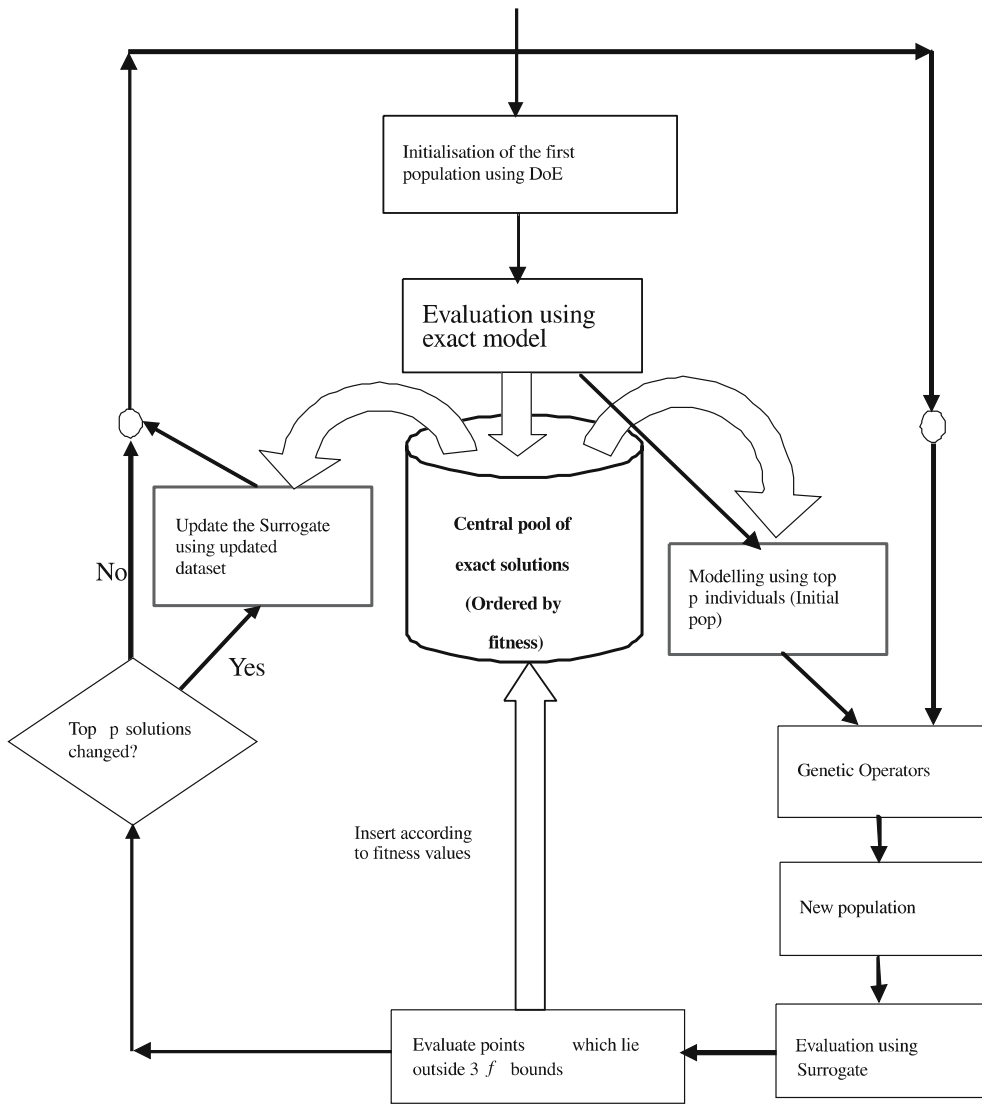 Initialisation of the first
population using DoE
Evaluation using
exact model
Central pool of
exact solutions
(Ordered by
fitness)
Update the Surrogate
using updated
dataset
No
Yes
Modelling using top
p individuals (Initial
pop)
Top p solutions
changed?
Genetic Operators
Insert according
to fitness values
New population
Evaluate points which lie
outside 3 f bounds
Evaluation using
Surrogate